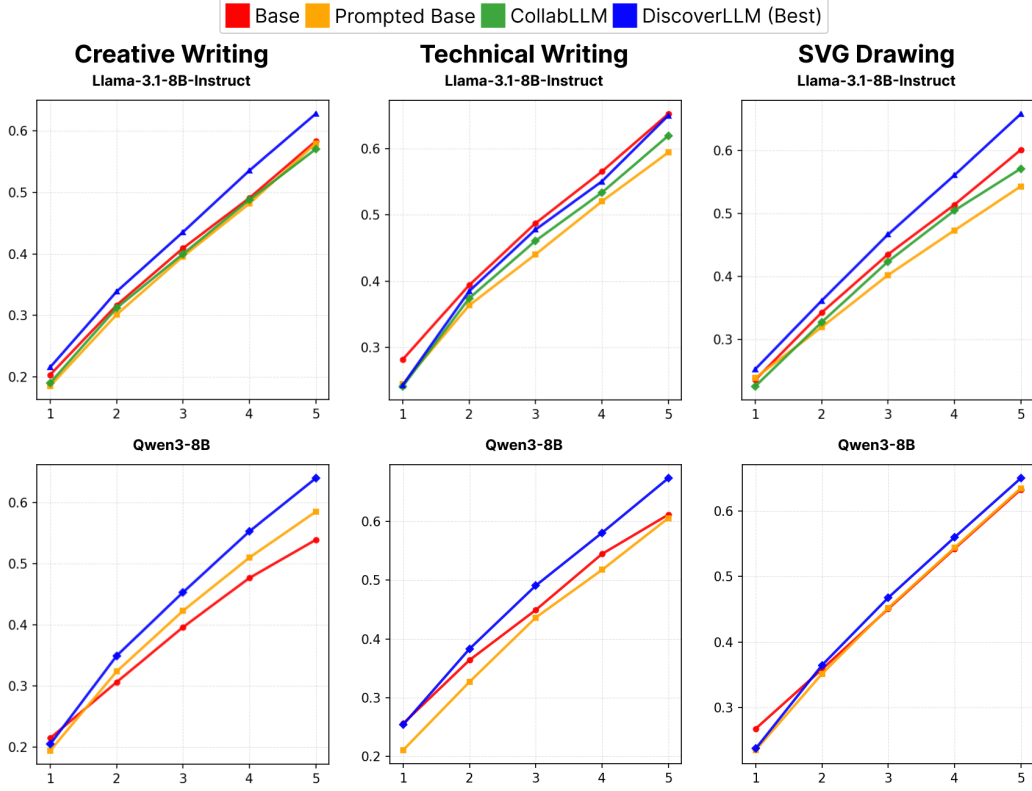 Base Prompted Base CollabLLM DiscoverLLM (Best)
Creative Writing Technical Writing SVG Drawing
Llama-3.1-8B-Instruct Llama-3.1-8B-Instruct Llama-3.1-8B-Instruct
0.6
0.5
0.4
0.3
0.2
1 2 3 4 5
0.6
0.5
0.4
0.3
1 2 3 4 5
0.6
0.5
0.4
0.3
1 2 3 4 5
Qwen3-8B Qwen3-8B Qwen3-8B
0.6
0.5
0.4
0.3
0.2
1 2 3 4 5
0.6
0.5
0.4
0.3
0.2
1 2 3 4 5
0.6
0.5
0.4
0.3
1 2 3 4 5